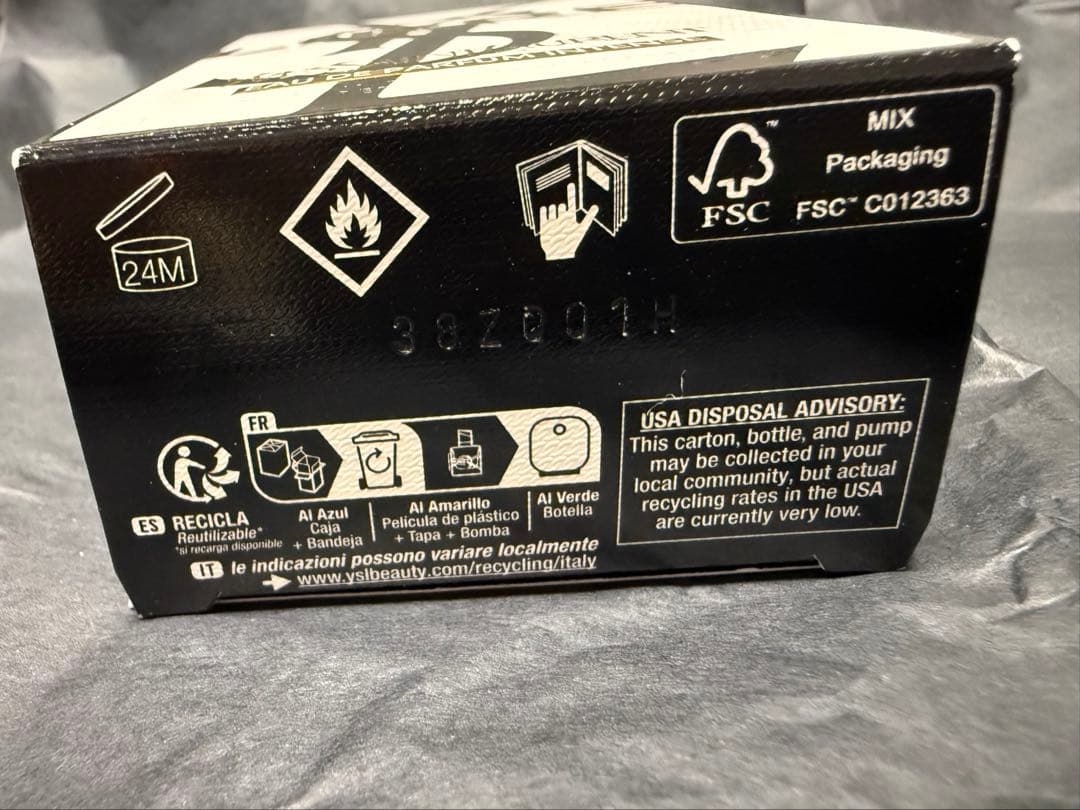 EAU DE PARFUM INTENSE
24M
MIX
Packaging
FSC™ C012363
™
FSC
38Z001H
FR
ES RECICLA
Reutilizable*
*si recarga disponible
Al Azul
Caja
+ Bandeja
Al Amarillo
Película de plástico
+ Tapa + Bomba
Al Verde
Botella
IT le indicazioni possono variare localmente
www.yslbeauty.com/recycling/italy
USA DISPOSAL ADVISORY:
This carton, bottle, and pump
may be collected in your
local community, but actual
recycling rates in the USA
are currently very low.